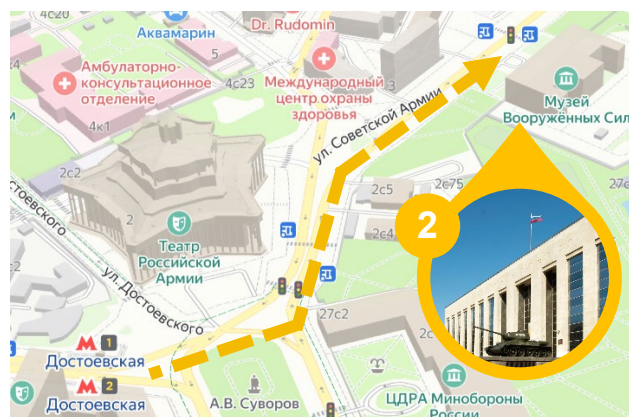 Dr. Rudomin
Аквамарин
5
Амбулаторно-
консультационное
отделение
4с23
Международный
центр охраны
здоровья
3
4к1
ул. Советской Армии
Музей
Вооружённых Сил
2с2
2с5
2с75
27с
2
2с4
2
Театр
Российской
Армии
ул. Достоевского
27с2
М 1
Достоевская
М 2
Достоевская
А.В. Суворов
ЦДРА Минобороны
России